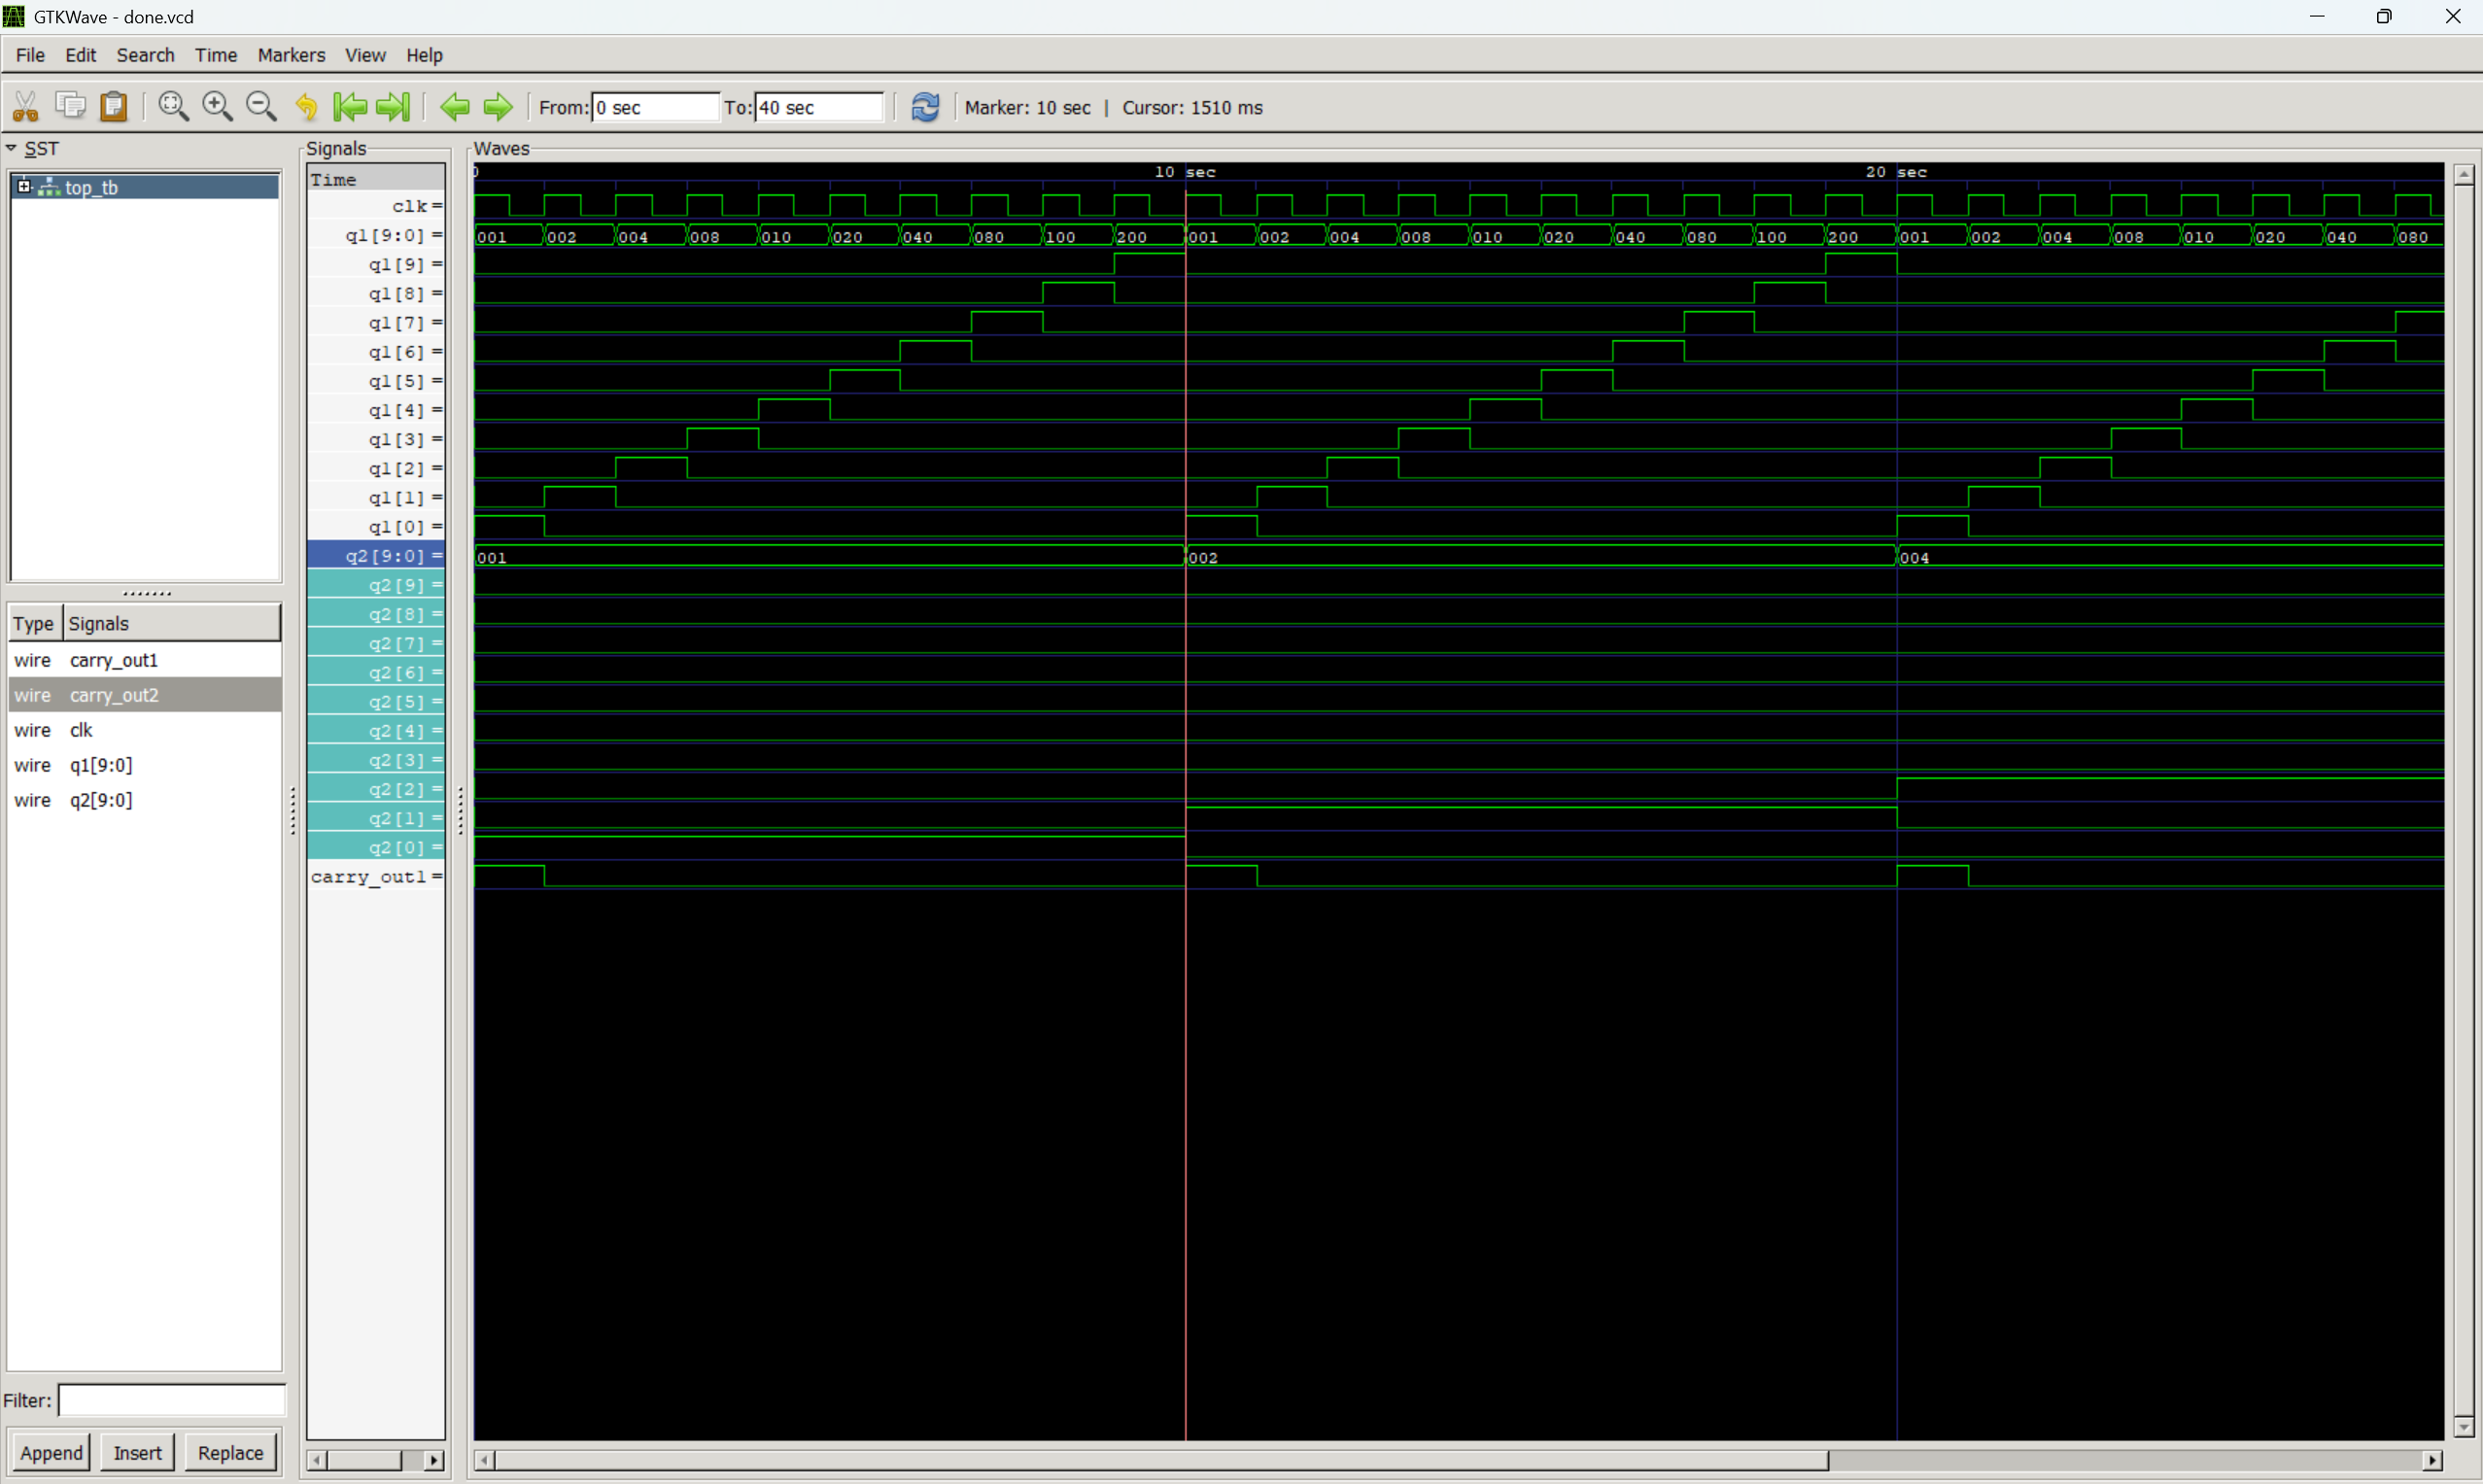 GTKWave - done.vcd
File Edit Search Time Markers View Help
From: 0 sec To: 40 sec Marker: 10 sec | Cursor: 1510 ms
SST
top_tb
Type Signals
wire carry_out1
wire carry_out2
wire clk
wire q1[9:0]
wire q2[9:0]
Filter:
Append Insert Replace
Signals
Time
clk =
q1[9:0] =
q1[9] =
q1[8] =
q1[7] =
q1[6] =
q1[5] =
q1[4] =
q1[3] =
q1[2] =
q1[1] =
q1[0] =
q2[9:0] =
q2[9] =
q2[8] =
q2[7] =
q2[6] =
q2[5] =
q2[4] =
q2[3] =
q2[2] =
q2[1] =
q2[0] =
carry_out1=
Waves
0 10 sec 20 sec
001 002 004 008 010 020 040 080 100 200 001 002 004 008 010 020 040 080 100 200 001 002 004 008 010 020 040 080
001 002 004